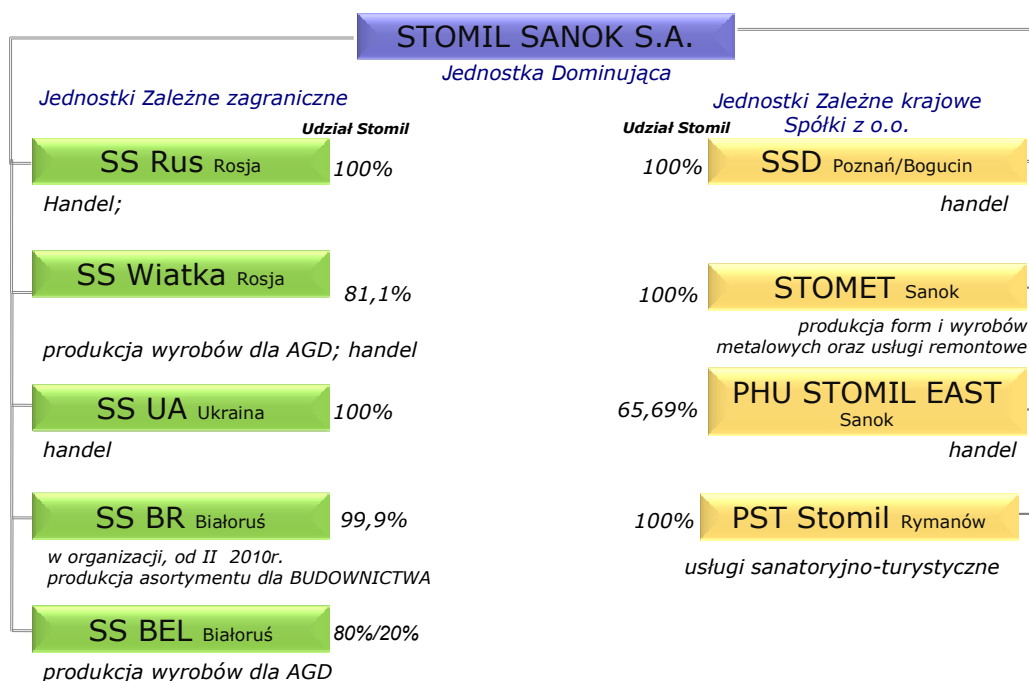 STOMIL SANOK S.A.
Jednostka Dominująca
Jednostki Zależne zagraniczne
Udział Stomil
SS Rus Rosja 100%
Handel;
SS Wiatka Rosja 81,1%
produkcja wyrobów dla AGD; handel
SS UA Ukraina 100%
handel
SS BR Białoruś 99,9%
w organizacji, od II 2010r.
produkcja asortymentu dla BUDOWNICTWA
SS BEL Białoruś 80%/20%
produkcja wyrobów dla AGD
Jednostki Zależne krajowe
Spółki z o.o.
Udział Stomil
100% SSD Poznań/Bogucin
handel
100% STOMET Sanok
produkcja form i wyrobów
metalowych oraz usługi remontowe
65,69% PHU STOMIL EAST
Sanok
handel
100% PST Stomil Rymanów
usługi sanatoryjno-turystyczne